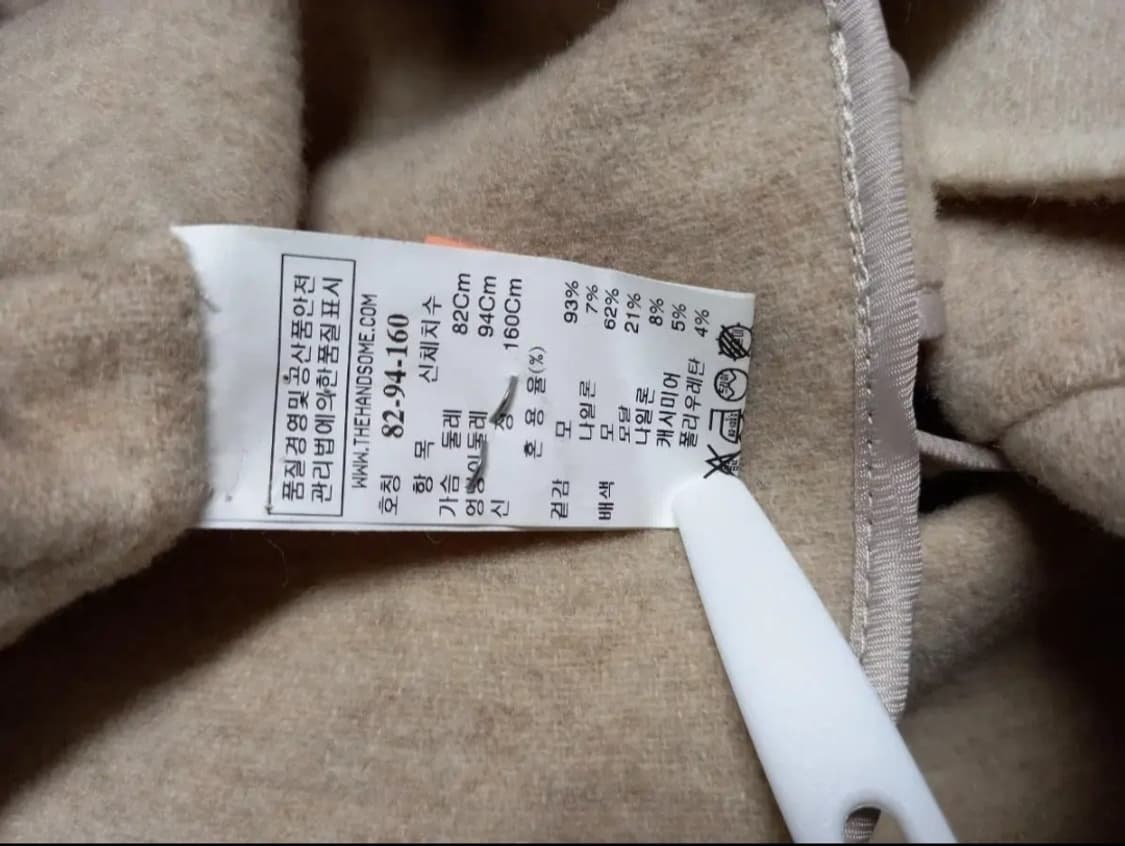 품질경영및 공산품안전
관리법에의한품질표시
WWW.THEHANDSOME.COM
호칭 82-94-160
항 목 신체치수
가슴 둘레 82Cm
엉덩이둘레 94Cm
신 장 160Cm
혼 용 율(%)
겉감 모 93%
나일론 7%
배색 모 62%
모달 21%
나일론 8%
캐시미어 5%
폴리우레탄 4%